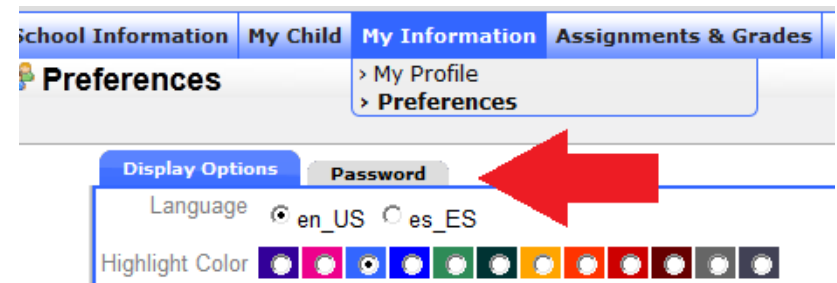 School Information My Child My Information Assignments & Grades
Preferences
› My Profile
› Preferences
Display Options Password
Language en_US es_ES
Highlight Color